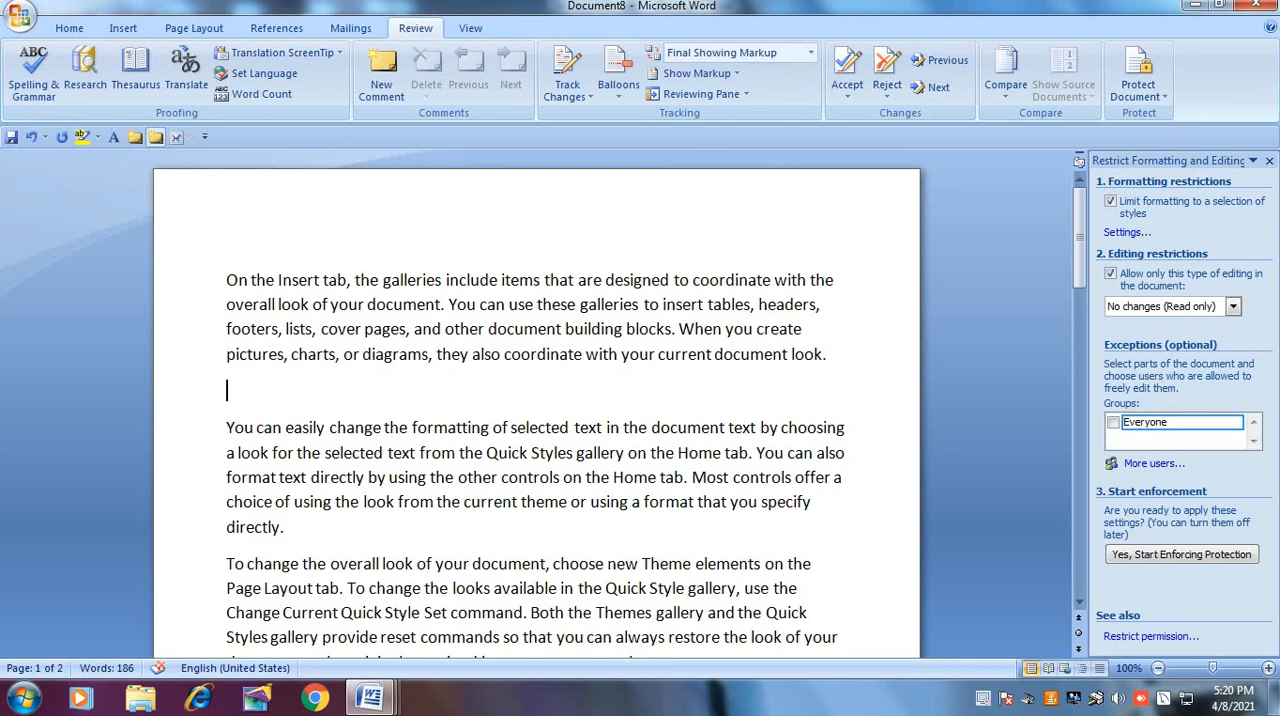 Document8 - Microsoft Word
Home Insert Page Layout References Mailings Review View
ABC Spelling & Grammar
Research
Thesaurus
Translate
Translation ScreenTip
Set Language
ABC 123 Word Count
Proofing
New Comment
Delete
Previous
Next
Comments
Track Changes
Balloons
Final Showing Markup
Show Markup
Reviewing Pane
Tracking
Accept
Reject
Previous
Next
Changes
Compare
Show Source Documents
Compare
Protect Document
Protect
On the Insert tab, the galleries include items that are designed to coordinate with the
overall look of your document. You can use these galleries to insert tables, headers,
footers, lists, cover pages, and other document building blocks. When you create
pictures, charts, or diagrams, they also coordinate with your current document look.
You can easily change the formatting of selected text in the document text by choosing
a look for the selected text from the Quick Styles gallery on the Home tab. You can also
format text directly by using the other controls on the Home tab. Most controls offer a
choice of using the look from the current theme or using a format that you specify
directly.
To change the overall look of your document, choose new Theme elements on the
Page Layout tab. To change the looks available in the Quick Style gallery, use the
Change Current Quick Style Set command. Both the Themes gallery and the Quick
Styles gallery provide reset commands so that you can always restore the look of your
Restrict Formatting and Editing
1. Formatting restrictions
Limit formatting to a selection of
styles
Settings...
2. Editing restrictions
Allow only this type of editing in
the document:
No changes (Read only)
Exceptions (optional)
Select parts of the document and
choose users who are allowed to
freely edit them.
Groups:
Everyone
More users...
3. Start enforcement
Are you ready to apply these
settings? (You can turn them off
later)
Yes, Start Enforcing Protection
See also
Restrict permission...
Page: 1 of 2 Words: 186 English (United States) 100%
5:20 PM
4/8/2021